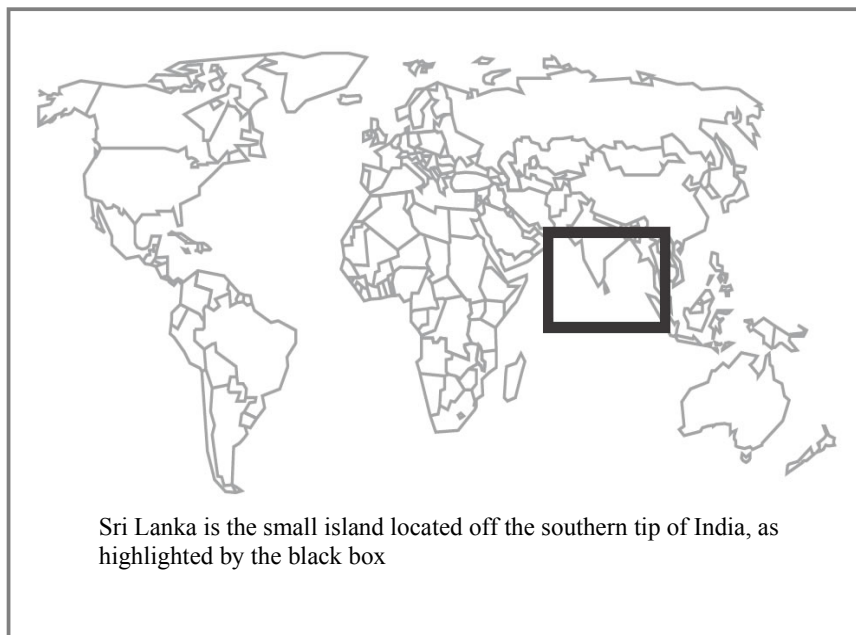 Sri Lanka is the small island located off the southern tip of India, as
highlighted by the black box